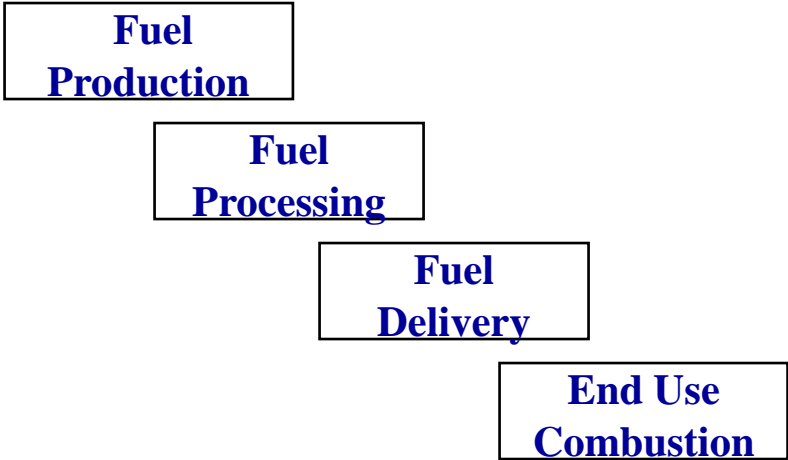 Fuel
Production
Fuel
Processing
Fuel
Delivery
End Use
Combustion